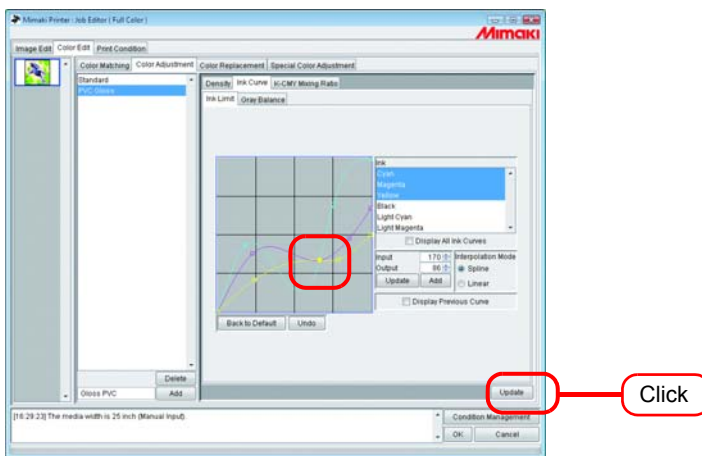 Mimaki Printer : Job Editor ( Full Color )
Mimaki
Image Edit Color Edit Print Condition
Color Matching Color Adjustment Color Replacement Special Color Adjustment
Standard
PVC Gloss
Density Ink Curve K-CMY Mixing Ratio
Ink Limit Gray Balance
Ink
Cyan
Magenta
Yellow
Black
Light Cyan
Light Magenta
Display All Ink Curves
Input 170 Interpolation Mode
Output 86 Spline
Update Add Linear
Display Previous Curve
Back to Default Undo
Delete
Gloss PVC Add
Update
Click
[16:29:23] The media width is 25 inch (Manual Input).
Condition Management
OK Cancel